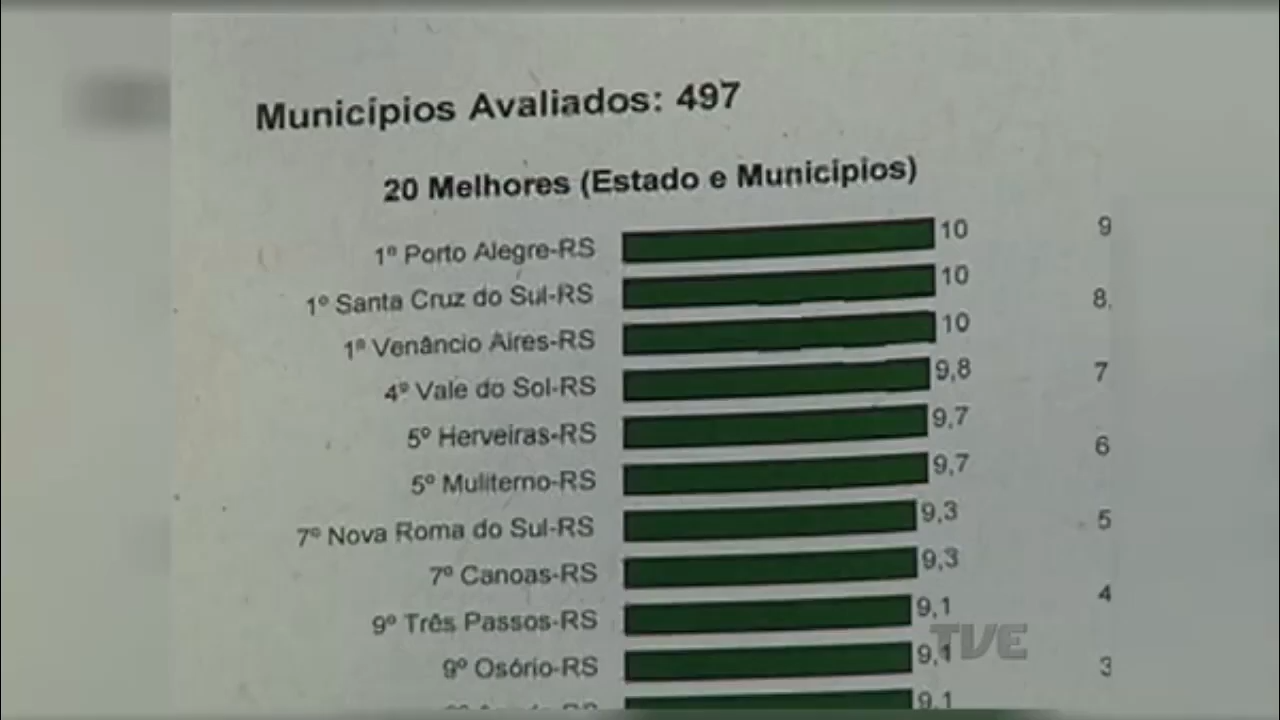 Municípios Avaliados: 497
20 Melhores (Estado e Municípios)
1º Porto Alegre-RS 10 9
1º Santa Cruz do Sul-RS 10 8,
1º Venâncio Aires-RS 10
4º Vale do Sol-RS 9,8 7
5º Herveiras-RS 9,7
5º Muliterno-RS 9,7 6
7º Nova Roma do Sul-RS 9,3 5
7º Canoas-RS 9,3
9º Três Passos-RS 9,1 4
9º Osório-RS 9,1 3
9,1
TVE